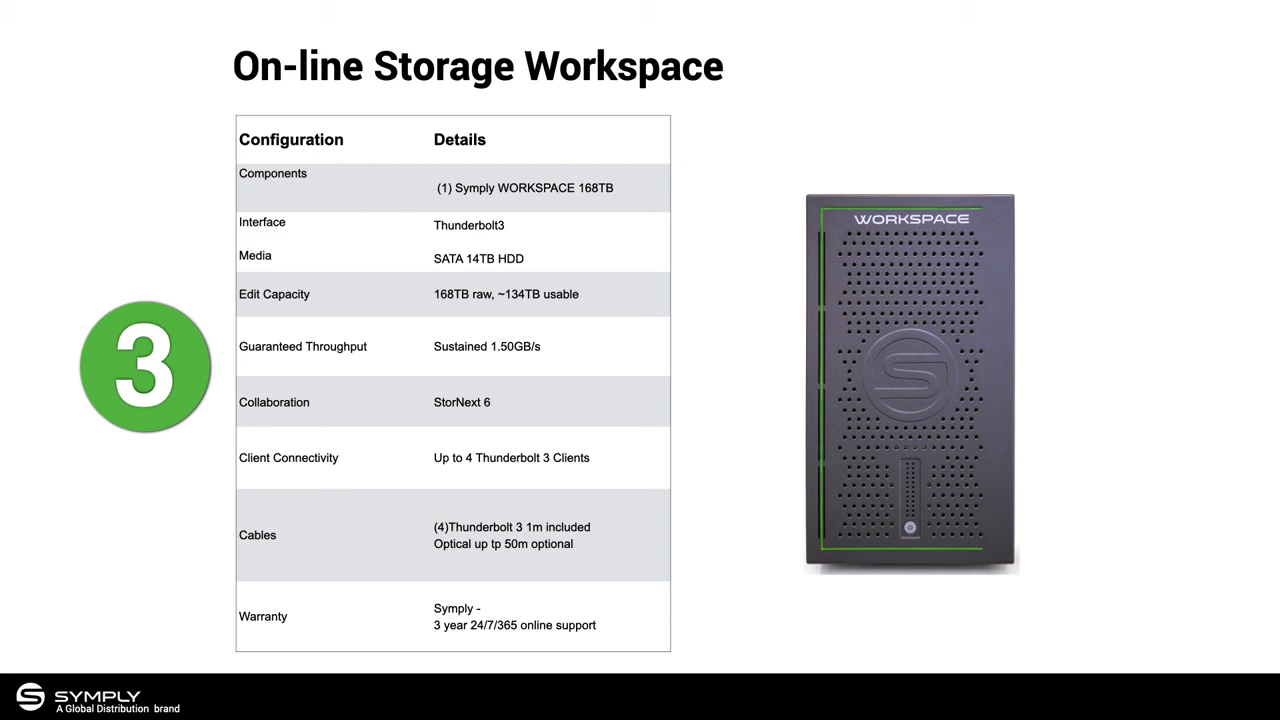 On-line Storage Workspace
Configuration Details
Components (1) Symply WORKSPACE 168TB
Interface Thunderbolt3
Media SATA 14TB HDD
Edit Capacity 168TB raw, ~134TB usable
Guaranteed Throughput Sustained 1.50GB/s
Collaboration StorNext 6
Client Connectivity Up to 4 Thunderbolt 3 Clients
Cables (4)Thunderbolt 3 1m included
Optical up tp 50m optional
Warranty Symply -
3 year 24/7/365 online support
3
WORKSPACE
S
S SYMPLY
A Global Distribution brand